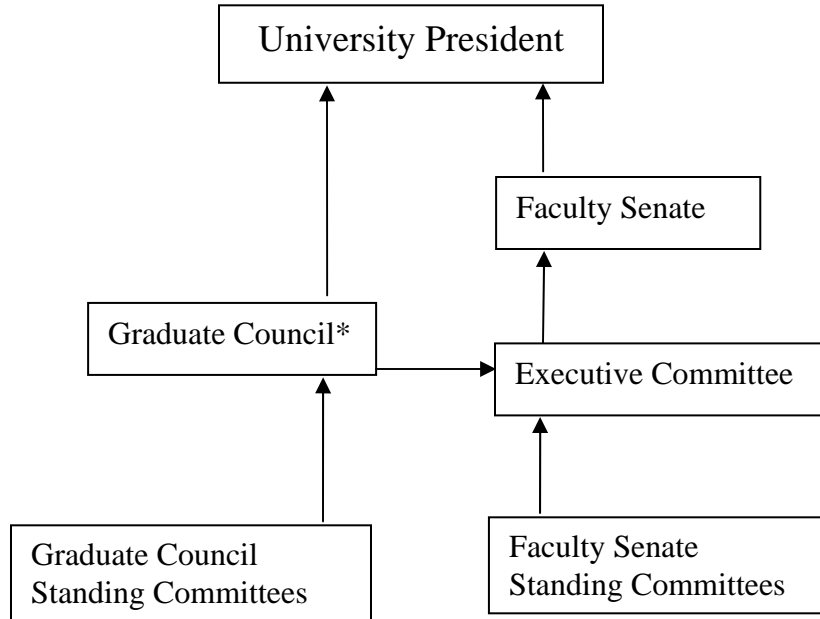 University President
Faculty Senate
Graduate Council*
Executive Committee
Graduate Council
Standing Committees
Faculty Senate
Standing Committees